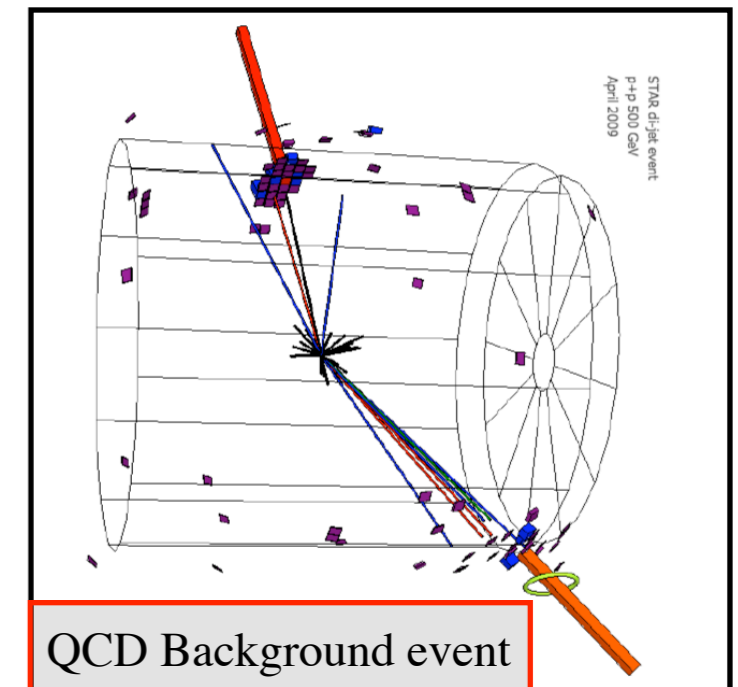 STAR di-jet event
p+p 500 GeV
April 2009
QCD Background event